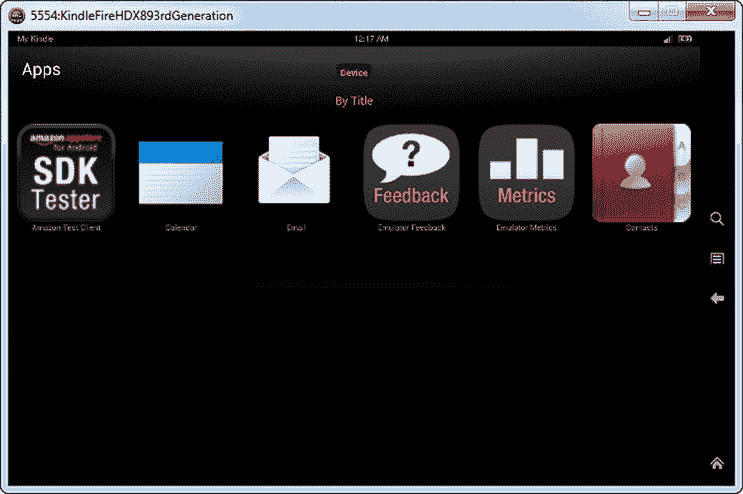 5554:KindleFireHDX893rdGeneration
My Kindle 12:17 AM
Apps
Device
By Title
amazon appstore
for Android
SDK
Tester
?
Feedback
Metrics
A
Amazon Test Client Calendar Email Emulator Feedback Emulator Metrics Contacts